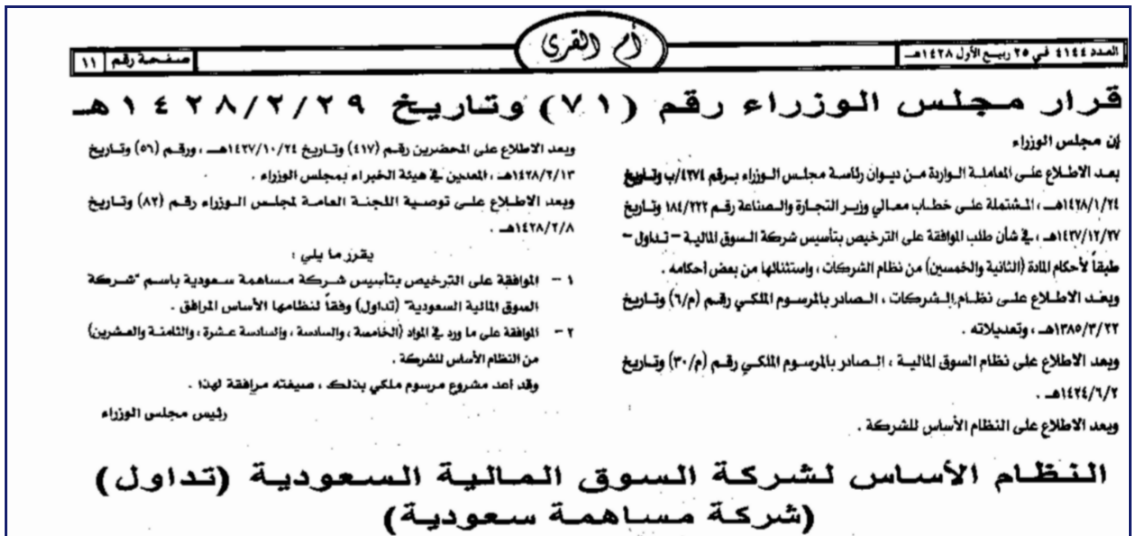 العدد ٤١٤٤ في ٢٥ ربيع الأول ١٤٢٨هـ
أم القرى
صفحة رقم ١١
قرار مجلس الوزراء رقم (٧١) وتاريخ ١٤٢٨/٢/٢٩هـ
إن مجلس الوزراء
بعد الاطلاع على المعاملة الواردة من ديوان رئاسة مجلس الوزراء برقم ٤٣٧٤/ب وتاريخ
١٤٢٨/١/٢٤هـ، المشتملة على خطاب معالي وزير التجارة والصناعة رقم ١٨٤/٢٢٢ وتاريخ
١٤٢٧/١٢/٢٧هـ، في شأن طلب الموافقة على الترخيص بتأسيس شركة السوق المالية – تداول –
طبقاً لأحكام المادة (الثانية والخمسين) من نظام الشركات، واستثنائها من بعض أحكامه.
وبعد الاطلاع على نظام الشركات، الصادر بالمرسوم الملكي رقم (م/٦) وتاريخ
١٣٨٥/٣/٢٢هـ، وتعديلاته.
وبعد الاطلاع على نظام السوق المالية، الصادر بالمرسوم الملكي رقم (م/٣٠) وتاريخ
١٤٢٤/٦/٢هـ.
وبعد الاطلاع على النظام الأساس للشركة.
وبعد الاطلاع على المحضرين رقم (٤١٧) وتاريخ ١٤٢٧/١٠/٢٤هـ، ورقم (٥٦) وتاريخ
١٤٢٨/٢/١٣هـ، المعدين في هيئة الخبراء بمجلس الوزراء.
وبعد الاطلاع على توصية اللجنة العامة لمجلس الوزراء رقم (٨٢) وتاريخ
١٤٢٨/٢/٨هـ.
يقرر ما يلي:
١ - الموافقة على الترخيص بتأسيس شركة مساهمة سعودية باسم "شركة
السوق المالية السعودية" (تداول) وفقاً لنظامها الأساس المرافق.
٢ - الموافقة على ما ورد في المواد (الخامسة، والسادسة، والسادسة عشرة، والثامنة والعشرين)
من النظام الأساس للشركة.
وقد أعد مشروع مرسوم ملكي بذلك، صيغته مرافقة لهذا.
رئيس مجلس الوزراء
النظام الأساس لشركة السوق المالية السعودية (تداول)
(شركة مساهمة سعودية)